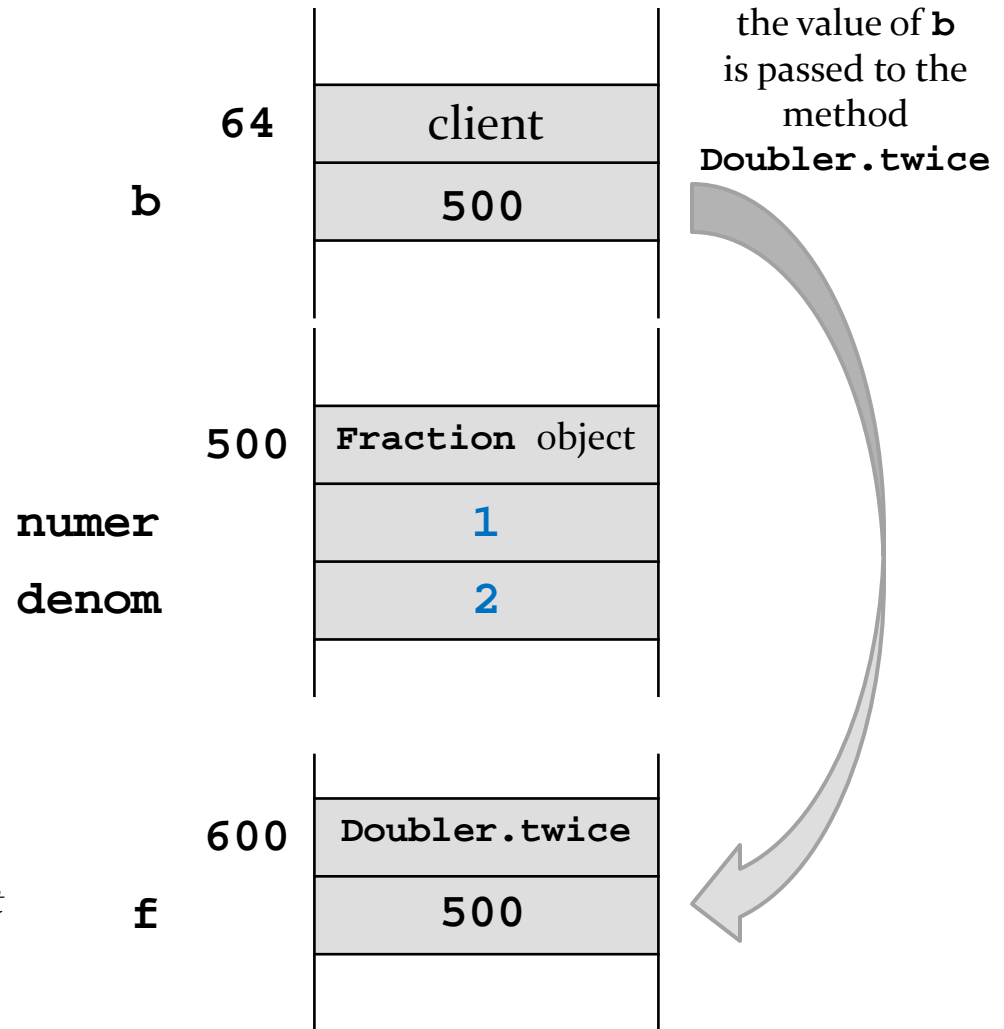 the value of b
is passed to the
method
Doubler.twice
64 client
b 500
500 Fraction object
numer 1
denom 2
600 Doubler.twice
t
f 500